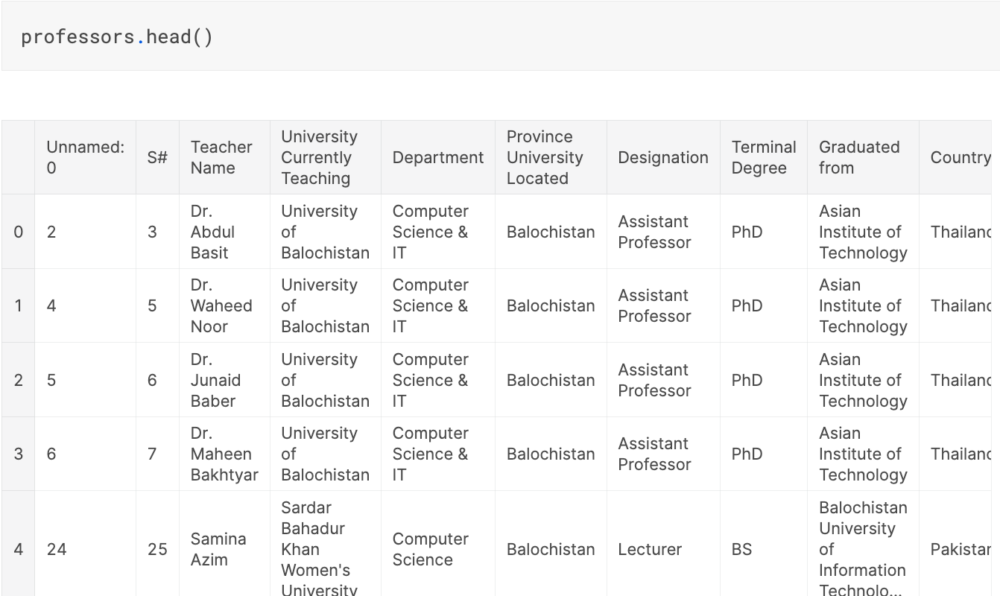 professors.head()
Unnamed: 0 S# Teacher Name University Currently Teaching Department Province University Located Designation Terminal Degree Graduated from Country
0 2 3 Dr. Abdul Basit University of Balochistan Computer Science & IT Balochistan Assistant Professor PhD Asian Institute of Technology Thailand
1 4 5 Dr. Waheed Noor University of Balochistan Computer Science & IT Balochistan Assistant Professor PhD Asian Institute of Technology Thailand
2 5 6 Dr. Junaid Baber University of Balochistan Computer Science & IT Balochistan Assistant Professor PhD Asian Institute of Technology Thailand
3 6 7 Dr. Maheen Bakhtyar University of Balochistan Computer Science & IT Balochistan Assistant Professor PhD Asian Institute of Technology Thailand
4 24 25 Samina Azim Sardar Bahadur Khan Women's University Computer Science Balochistan Lecturer BS Balochistan University of Information Technolo... Pakistan